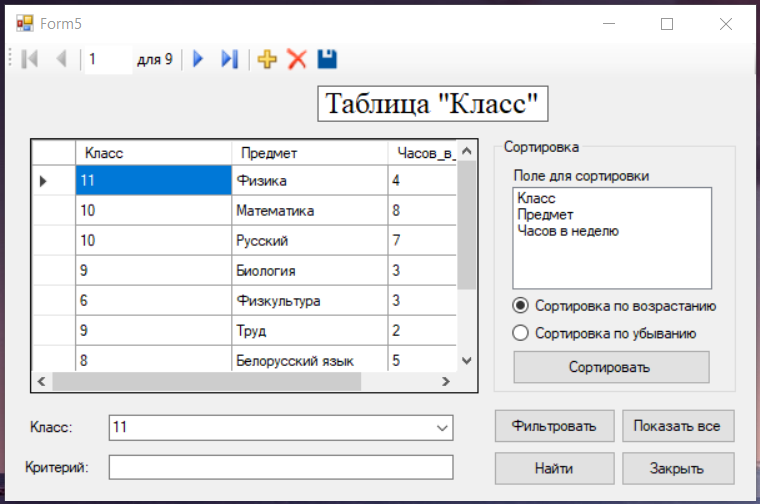 Form5
1 для 9
Таблица "Класс"
Класс Предмет Часов_в_
11 Физика 4
10 Математика 8
10 Русский 7
9 Биология 3
6 Физкультура 3
9 Труд 2
8 Белорусский язык 5
Сортировка
Поле для сортировки
Класс
Предмет
Часов в неделю
Сортировка по возрастанию
Сортировка по убыванию
Сортировать
Класс: 11
Критерий:
Фильтровать Показать все
Найти Закрыть